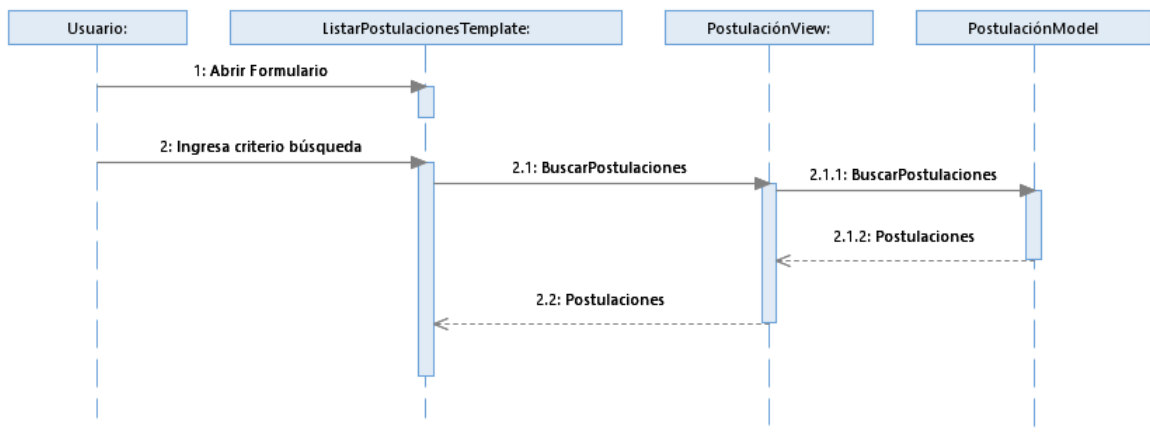 Usuario:
ListarPostulacionesTemplate:
PostulaciónView:
PostulaciónModel
1: Abrir Formulario
2: Ingresa criterio búsqueda
2.1: BuscarPostulaciones
2.1.1: BuscarPostulaciones
2.1.2: Postulaciones
2.2: Postulaciones